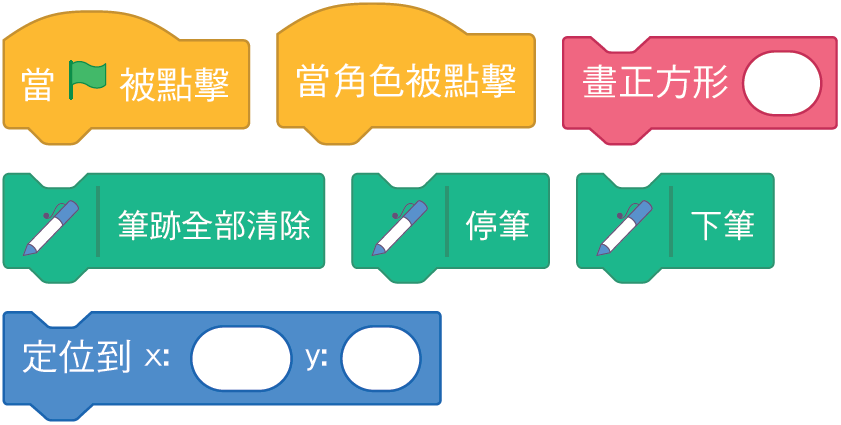 當 被點擊
當角色被點擊
畫正方形
筆跡全部清除
停筆
下筆
定位到 x: y: